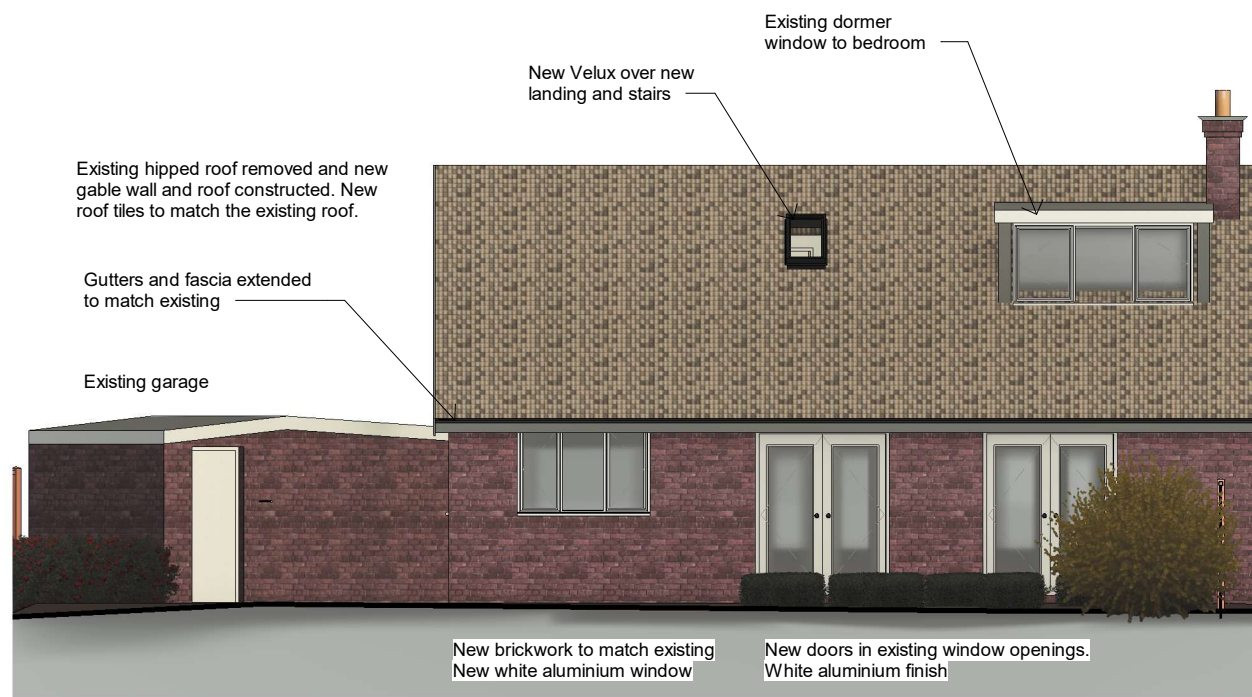 Existing dormer
window to bedroom
New Velux over new
landing and stairs
Existing hipped roof removed and new
gable wall and roof constructed. New
roof tiles to match the existing roof.
Gutters and fascia extended
to match existing
Existing garage
New brickwork to match existing
New white aluminium window
New doors in existing window openings.
White aluminium finish